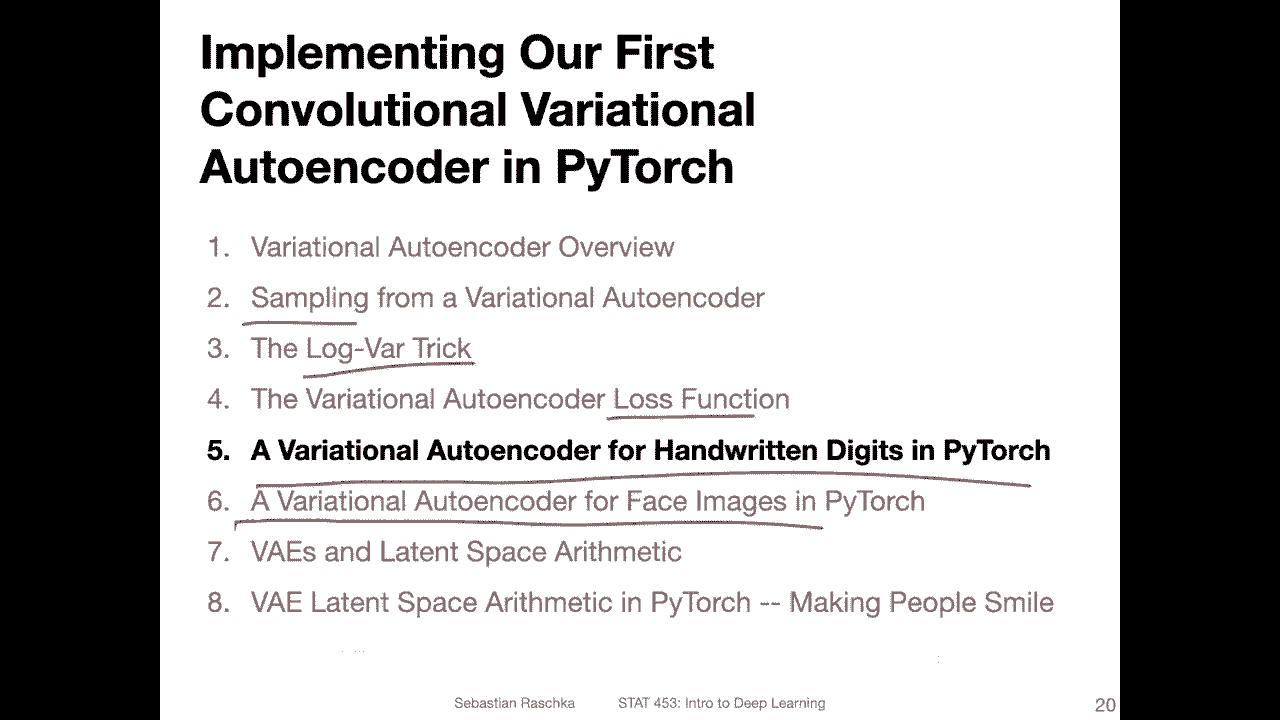 Implementing Our First
Convolutional Variational
Autoencoder in PyTorch
1. Variational Autoencoder Overview
2. Sampling from a Variational Autoencoder
3. The Log-Var Trick
4. The Variational Autoencoder Loss Function
5. A Variational Autoencoder for Handwritten Digits in PyTorch
6. A Variational Autoencoder for Face Images in PyTorch
7. VAEs and Latent Space Arithmetic
8. VAE Latent Space Arithmetic in PyTorch -- Making People Smile
Sebastian Raschka STAT 453: Intro to Deep Learning 20